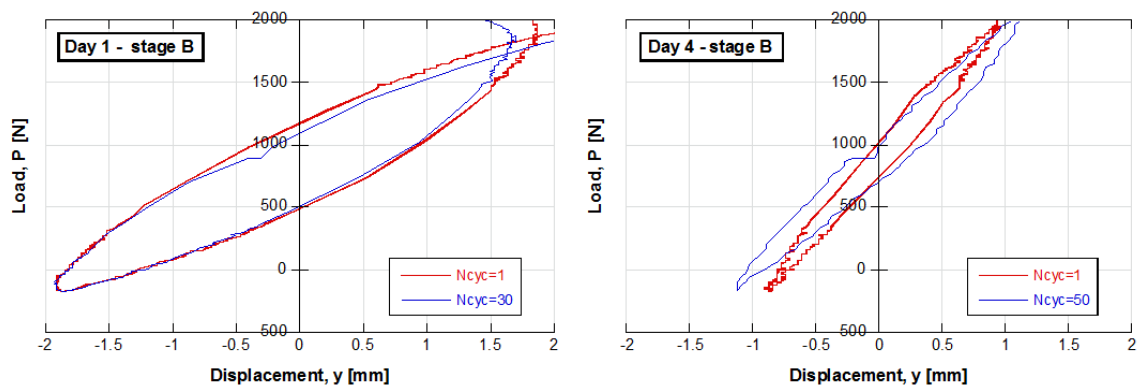 Day 1 - stage B
Load, P [N]
2000
1500
1000
500
0
500
Ncyc=1
Ncyc=30
-2 -1.5 -1 -0.5 0 0.5 1 1.5 2
Displacement, y [mm]
Day 4 - stage B
Load, P [N]
2000
1500
1000
500
0
500
Ncyc=1
Ncyc=50
-2 -1.5 -1 -0.5 0 0.5 1 1.5 2
Displacement, y [mm]